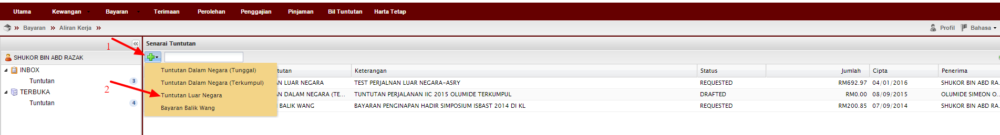 Utama Kewangan Bayaran Terimaan Perolehan Penggajian Pinjaman Bil Tuntutan Harta Tetap
Bayaran Aliran Kerja Profil Bahasa
1 Senarai Tuntutan
SHUKOR BIN ABD RAZAK
INBOX
Tuntutan 3
2
TERBUKA
Tuntutan 4
Tuntutan Dalam Negara (Tunggal)
Tuntutan Dalam Negara (Terkumpul)
Tuntutan Luar Negara
Bayaran Balik Wang
tutan Keterangan Status Jumlah Cipta Penerima
AN LUAR NEGARA TEST PERJALNAN LUAR NEGARA-ASRY REQUESTED RM692.97 04/01/2016 SHUKOR BIN ABD RA...
AN DALAM NEGARA (TE... TUNTUTAN PERJALANAN IIC 2015 OLUMIDE TERKUMPUL DRAFTED RM0.00 08/09/2015 OLUMIDE SIMEON O...
BALIK WANG BAYARAN PENGINAPAN HADIR SIMPOSIUM ISBAST 2014 DI KL REQUESTED RM200.85 07/09/2014 SHUKOR BIN ABD RA...